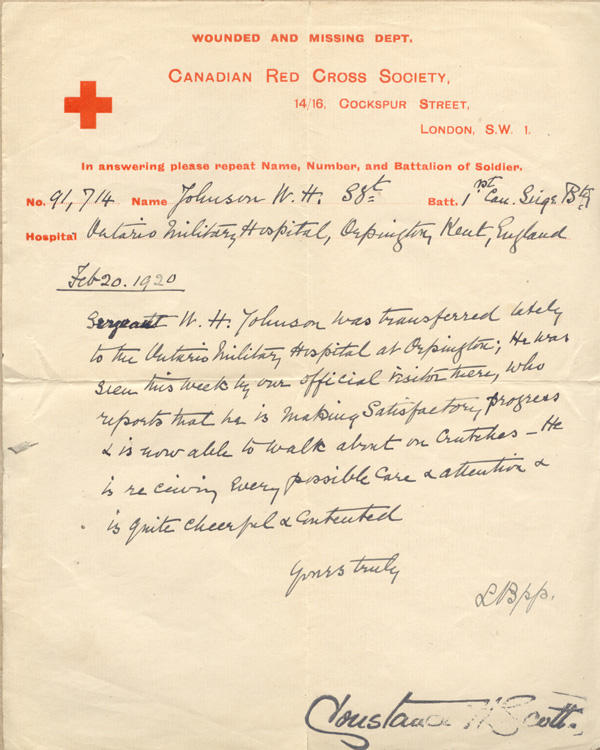 WOUNDED AND MISSING DEPT.
CANADIAN RED CROSS SOCIETY,
14/16, COCKSPUR STREET,
LONDON, S.W. 1.
In answering please repeat Name, Number, and Battalion of Soldier.
No. 91,714 Name Johnson W. H. Sgt Batt. 1st Can. Siege Bty
Hospital Ontario Military Hospital, Orpington, Kent, England
Feb 20. 1920
Sergeant W. H. Johnson was transferred lately
to the Ontario Military Hospital at Orpington; He was
seen this week by our official visitor there, who
reports that he is making Satisfactory progress
& is now able to walk about on Crutches - He
is receiving every possible care & attention &
is quite cheerful & contented
Yours truly
LB pp.
Constance Scott.